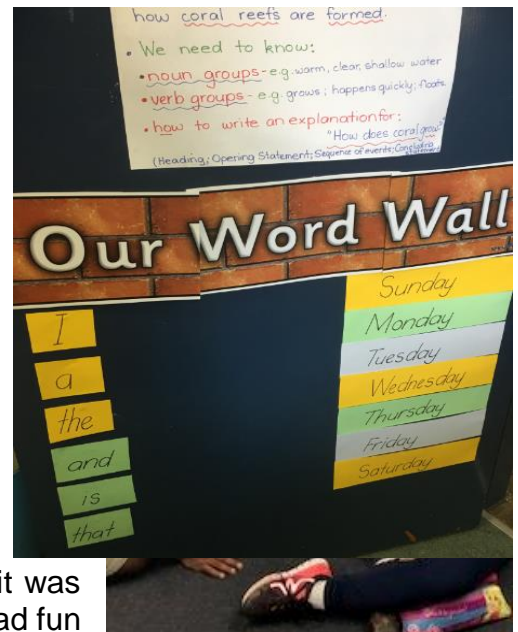 how coral reefs are formed.
• We need to know:
• noun groups - e.g. warm, clear, shallow water
• verb groups - e.g. grows; happens quickly; floats
• how to write an explanation for:
"How does coral grow"
(Heading; Opening Statement; Sequence of events; Concluding statement
Our Word Wall
Sunday
Monday
Tuesday
Wednesday
Thursday
Friday
Saturday
I
a
the
and
is
that
it was
ad fun